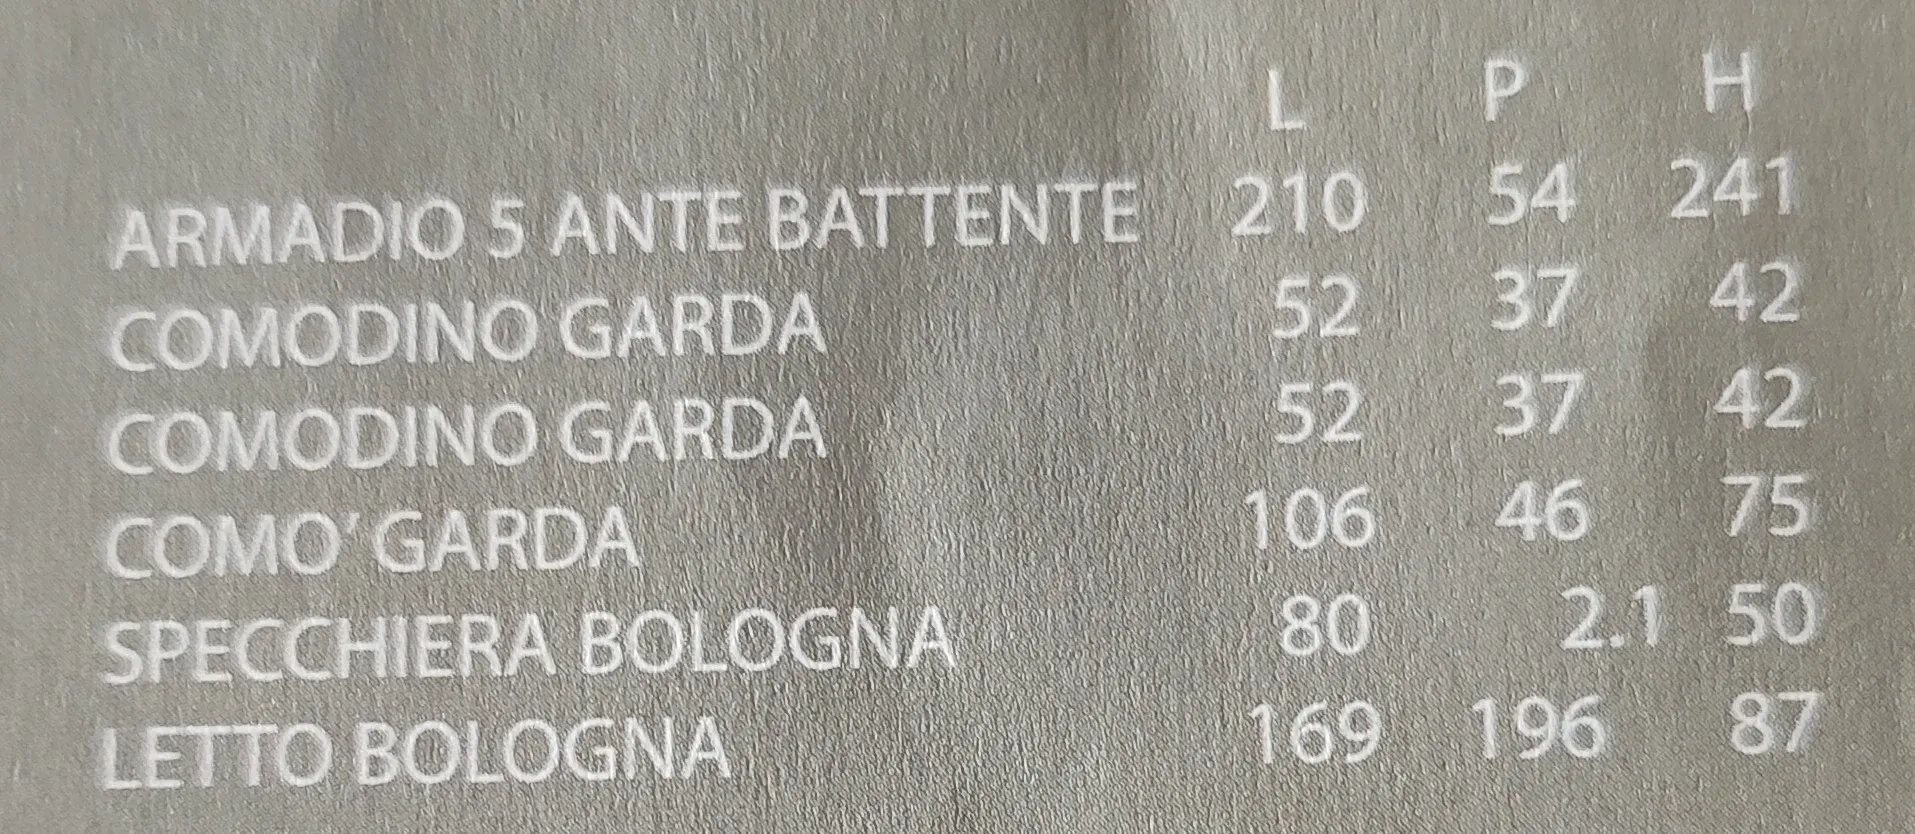 L P H
ARMADIO 5 ANTE BATTENTE 210 54 241
COMODINO GARDA 52 37 42
COMODINO GARDA 52 37 42
COMO' GARDA 106 46 75
SPECCHIERA BOLOGNA 80 2.1 50
LETTO BOLOGNA 169 196 87